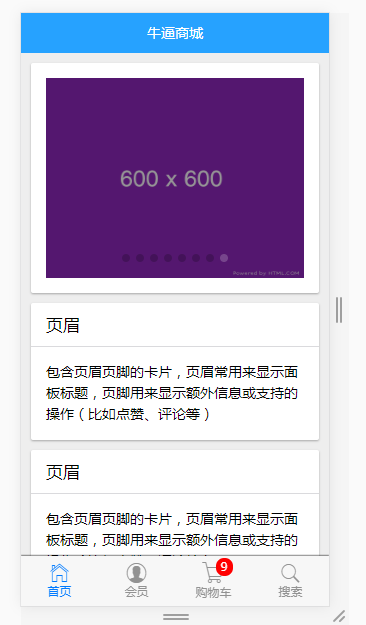 牛逼商城
600 x 600
Powered by HTML.COM
页眉
包含页眉页脚的卡片，页眉常用来显示面
板标题，页脚用来显示额外信息或支持的
操作（比如点赞、评论等）
页眉
包含页眉页脚的卡片，页眉常用来显示面
板标题，页脚用来显示额外信息或支持的
9
首页 会员 购物车 搜索